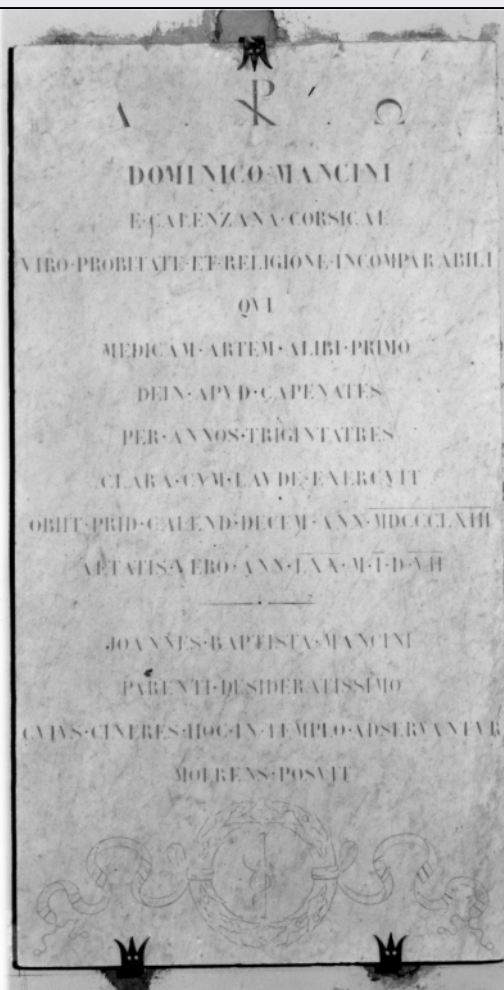 Α ☧ Ω
DOMINICO·MANCINI
E·CALENZANA·CORSICAE
VIRO·PROBITATE·ET·RELIGIONE·INCOMPARABILI
QVI
MEDICAM·ARTEM·ALIBI·PRIMO
DEIN·APVD·CAPENATES
PER·ANNOS·TRIGINTATRES
CLARA·CVM·LAVDE·EXERCVIT
OBIIT·PRID·CALEND·DECEM·ANN·MDCCCLXIII
AETATIS·VERO·ANN·LXX·M·I·D·VII
JOANNES·BAPTISTA·MANCINI
PARENTI·DESIDERATISSIMO
CVIVS·CINERES·HOC·IN·TEMPLO·ADSERVANTVR
MOERENS·POSVIT